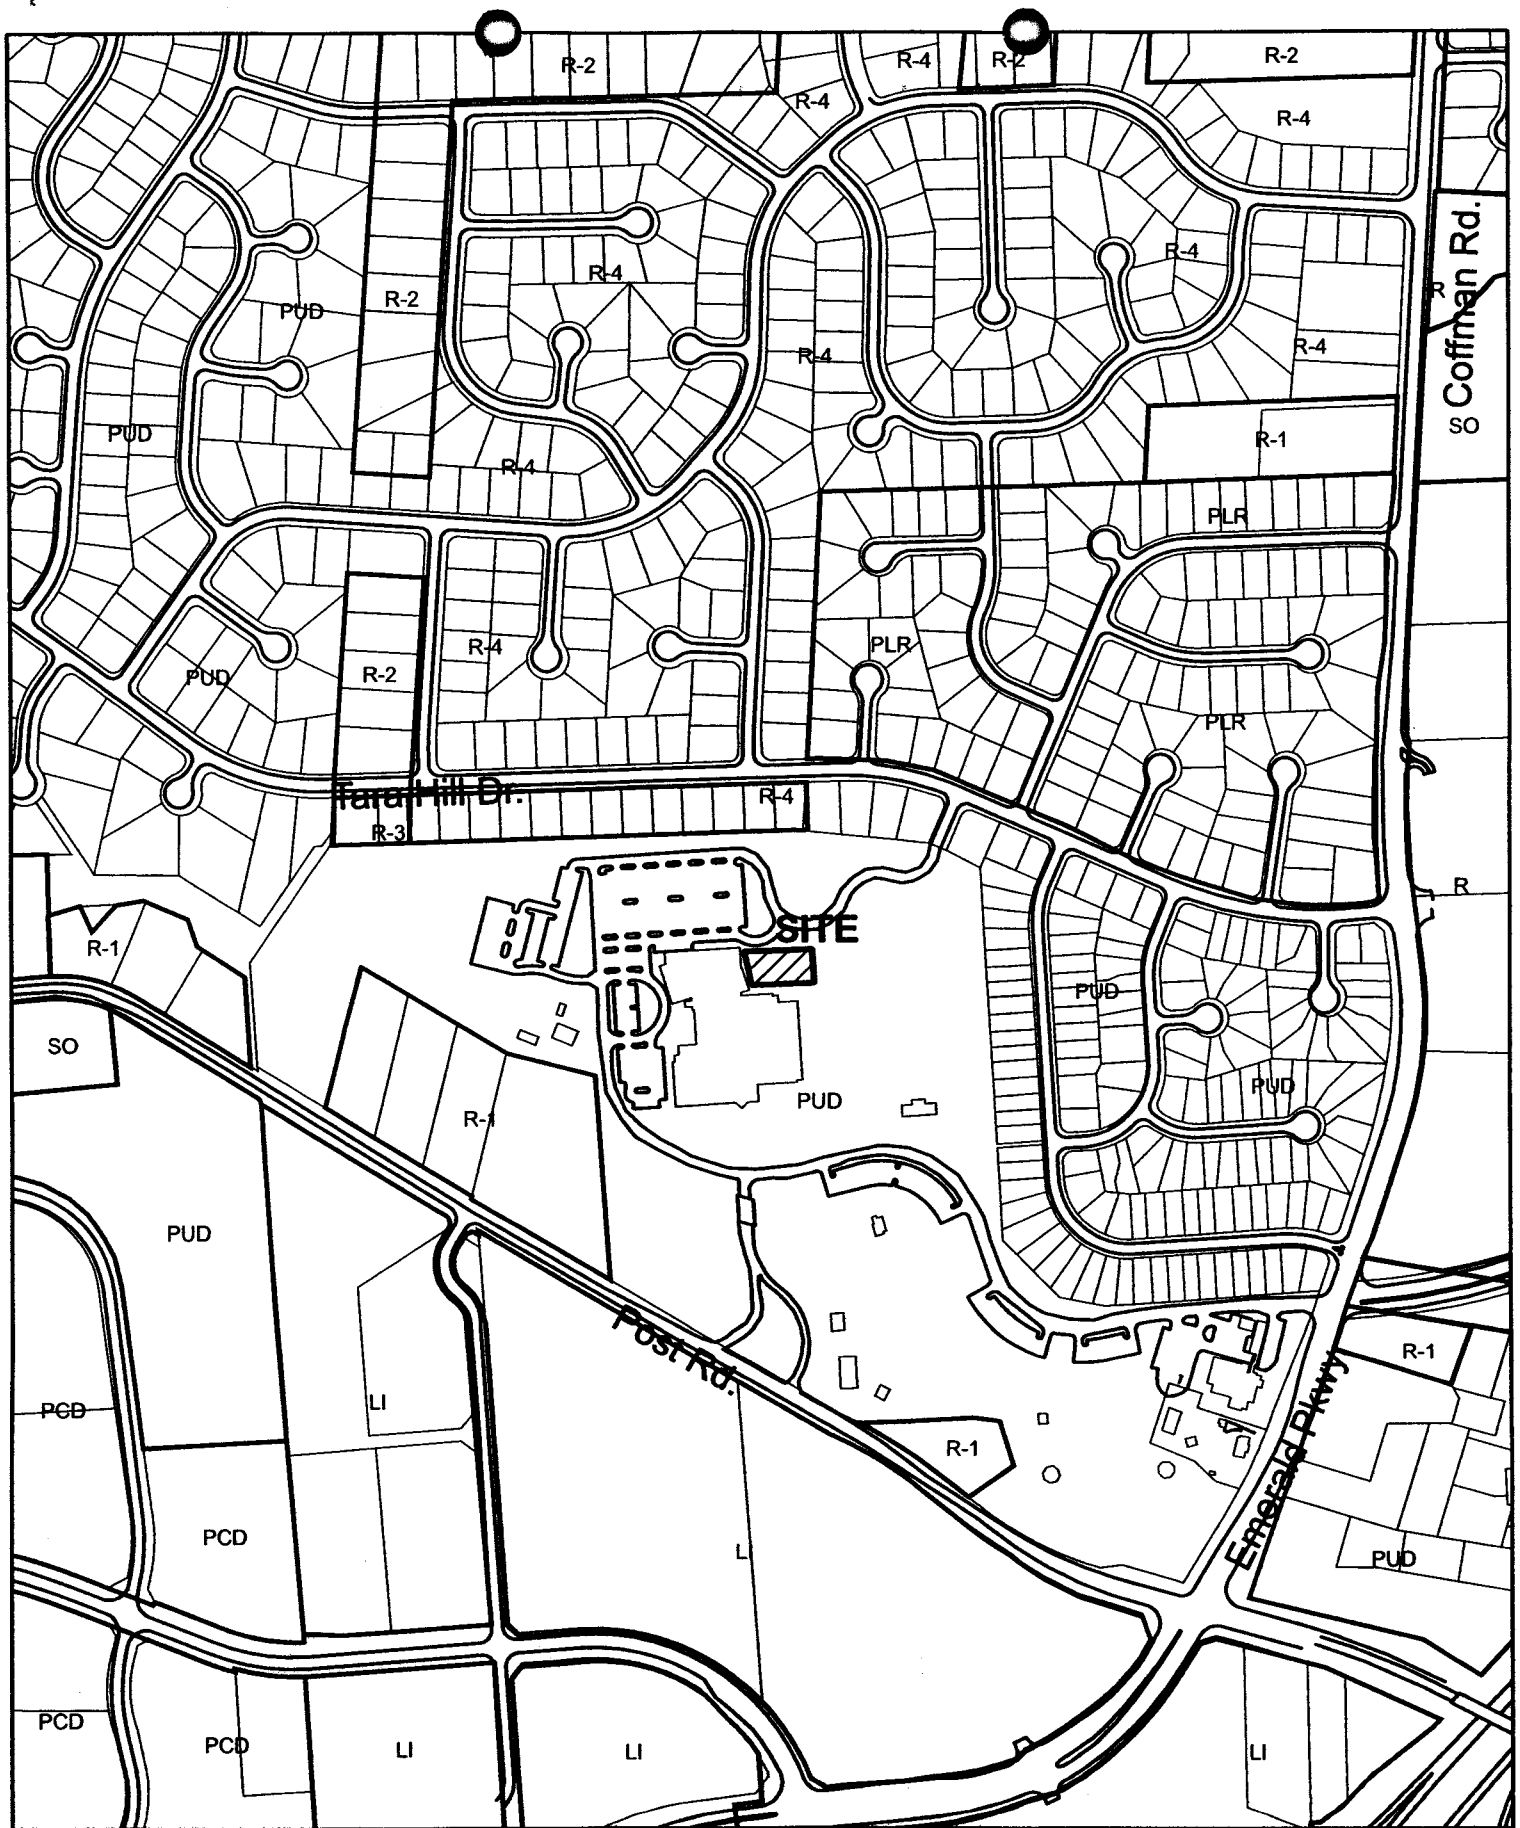 R-2
R-4
R-2
R-2
R-4
R-4
Coffman Rd.
R-4
R-4
R
PUD
R-2
R-4
R-4
PUD
SO
R-1
R-4
PLR
PLR
R-4
R-2
PUD
PLR
Tara Hill Dr.
R-4
R-3
R
SITE
R-1
PUD
SO
PUD
PUD
R-1
PUD
Post Rd.
R-1
Emerald Pkwy
LI
PCD
R-1
PCD
L
PUD
PCD
PCD
LI
LI
LI